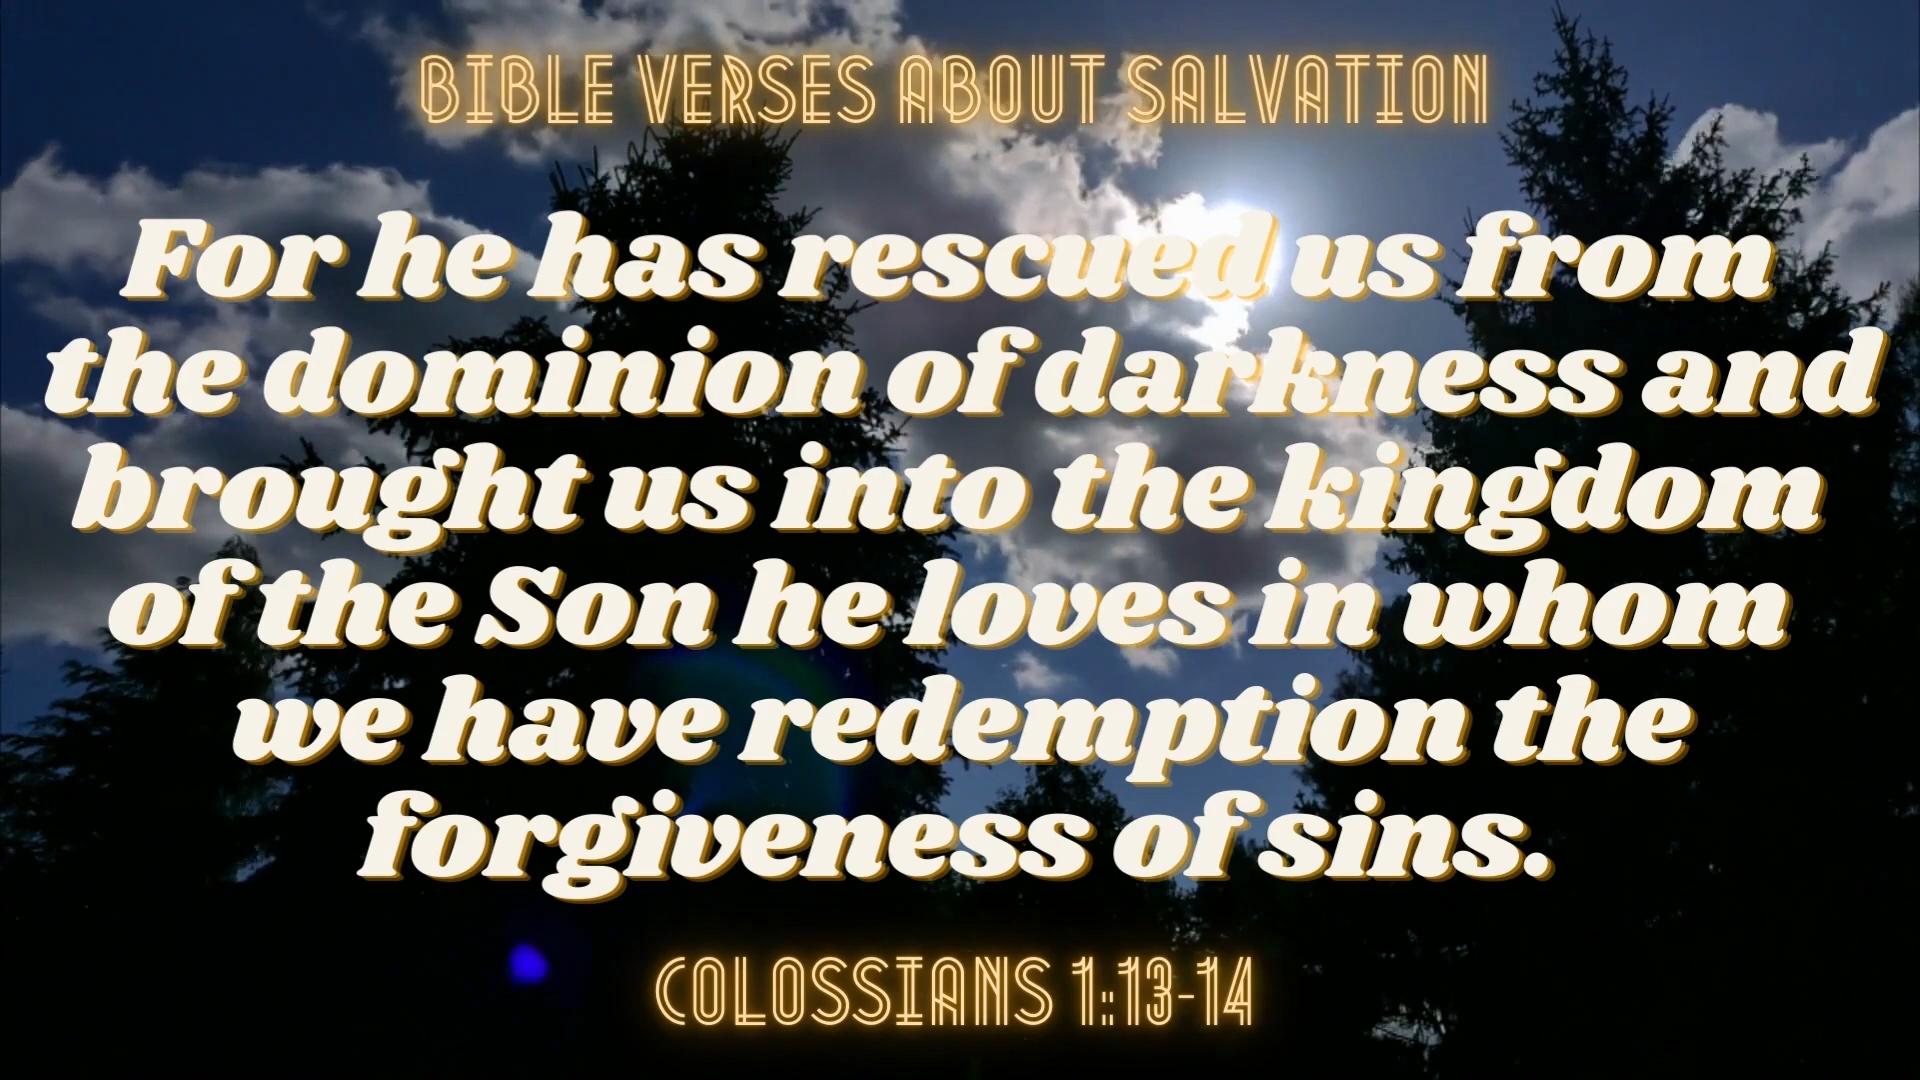 BIBLE VERSES ABOUT SALVATION
For he has rescued us from
the dominion of darkness and
brought us into the kingdom
of the Son he loves in whom
we have redemption the
forgiveness of sins.
COLOSSIANS 1:13-14